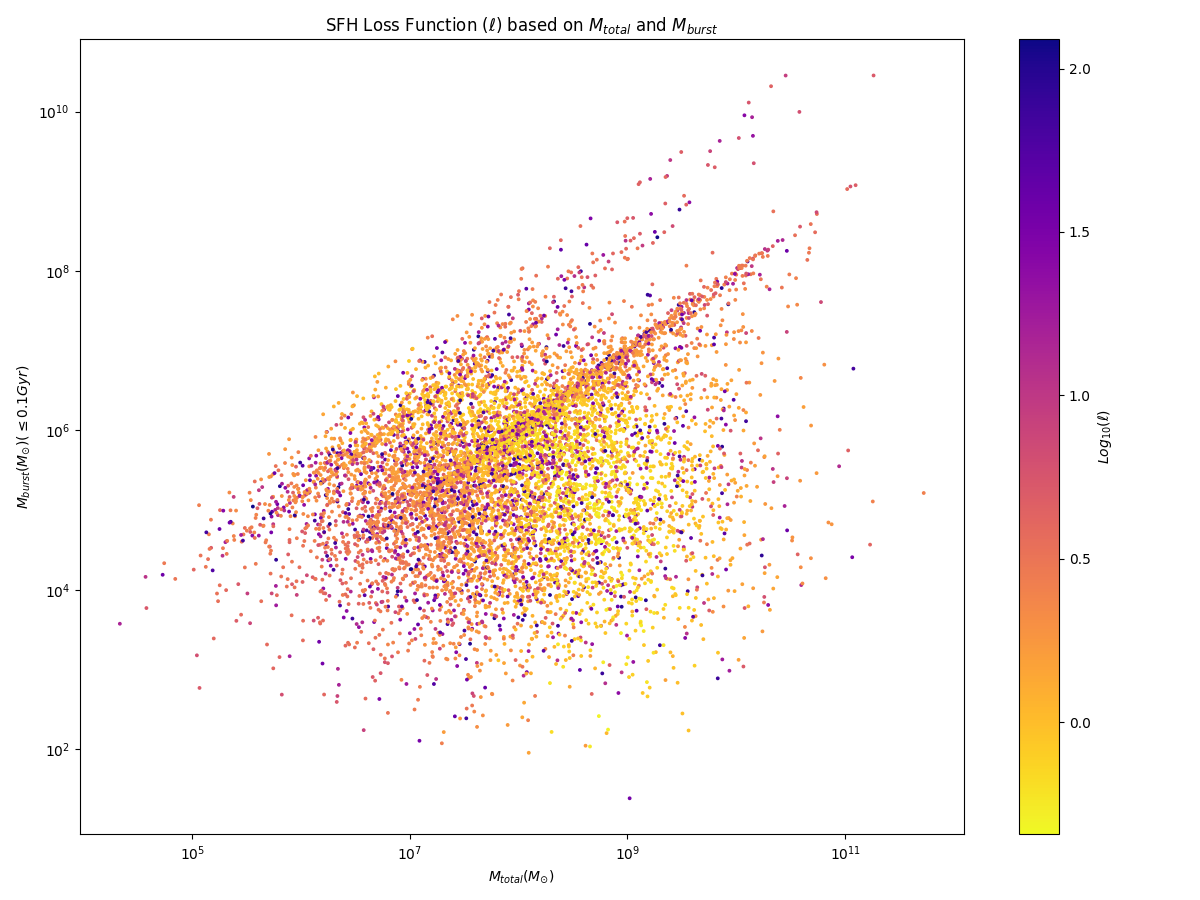 SFH Loss Function (ℓ) based on M_total and M_burst
10^10
10^8
10^6
10^4
10^2
M_burst(M_⊙)( ≤ 0.1Gyr)
10^5 10^7 10^9 10^11
M_total(M_⊙)
2.0
1.5
1.0
0.5
0.0
Log_10(ℓ)